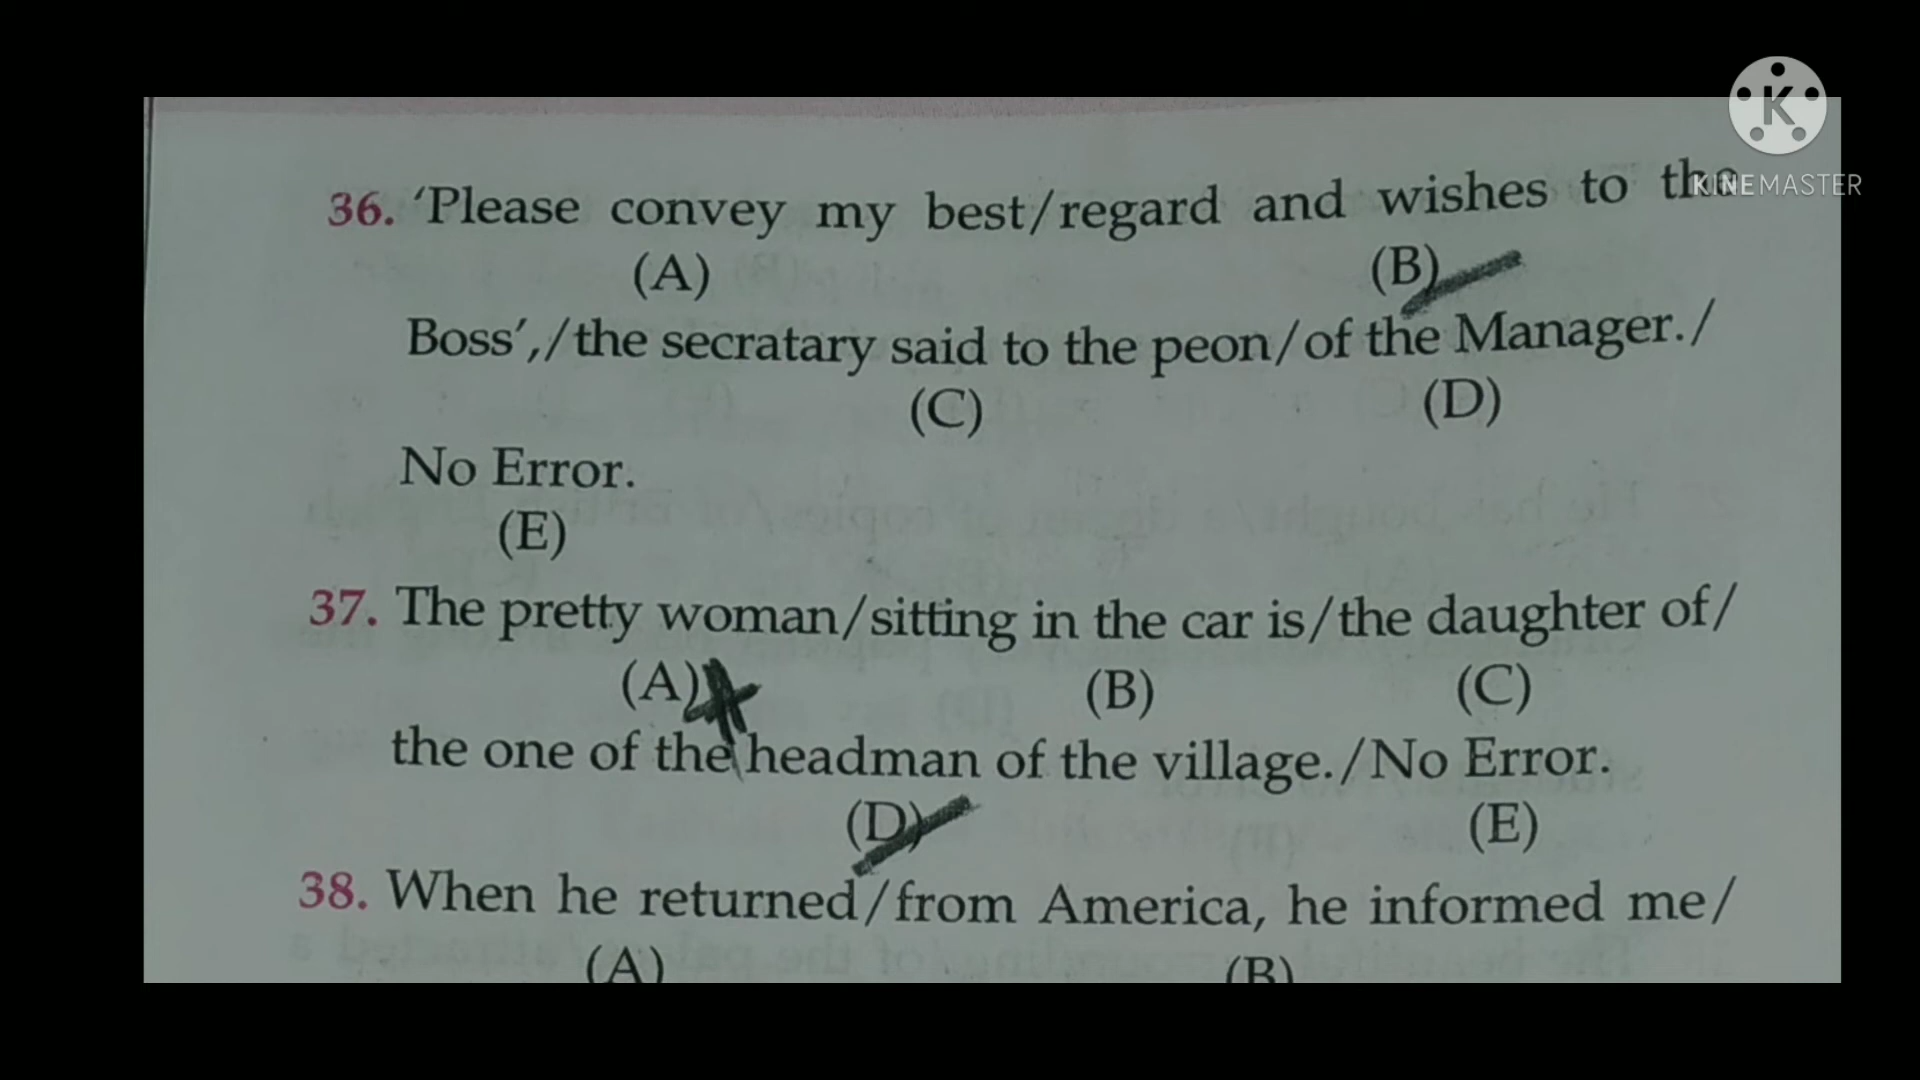 K
KINEMASTER
36. 'Please convey my best/regard and wishes to the
(A) (B)
Boss',/the secratary said to the peon/of the Manager./
(C) (D)
No Error.
(E)
37. The pretty woman/sitting in the car is/the daughter of/
(A) (B) (C)
the one of the headman of the village./No Error.
(D) (E)
38. When he returned/from America, he informed me/
(A) (B)